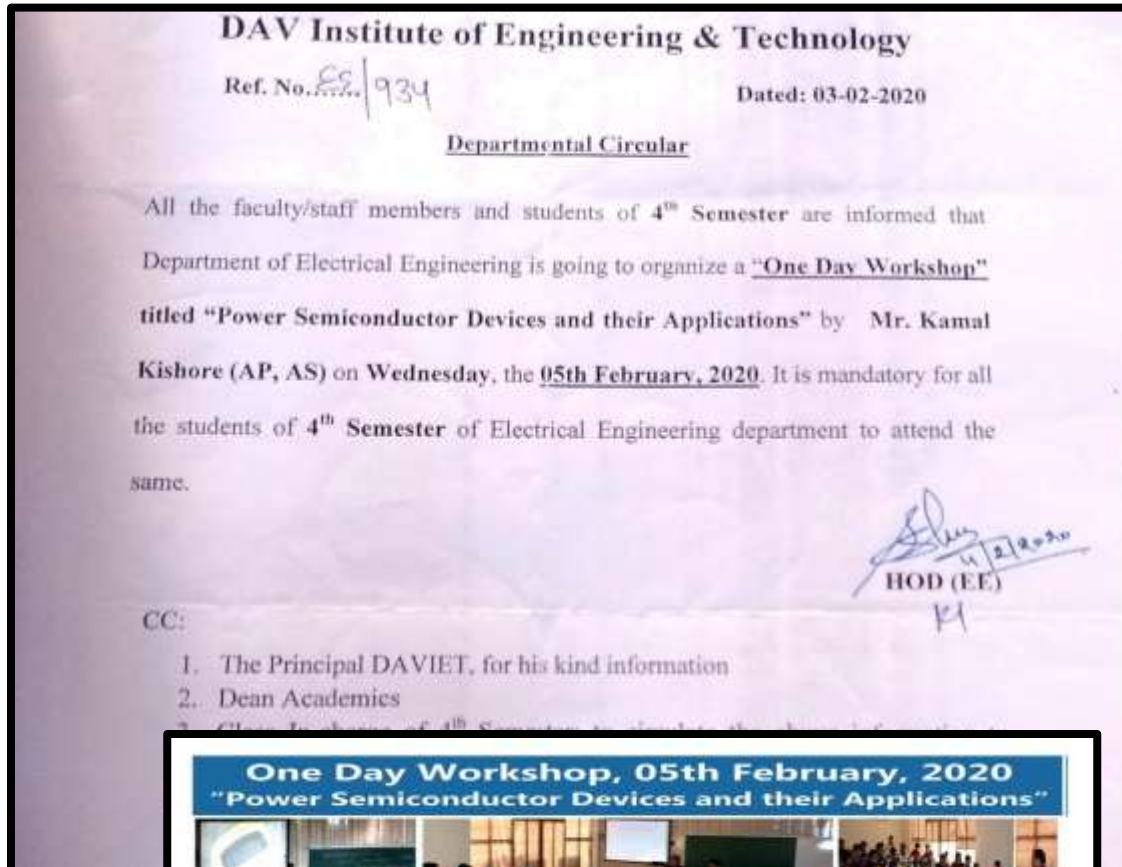 DAV Institute of Engineering & Technology
Ref. No. /934
Dated: 03-02-2020
Departmental Circular
All the faculty/staff members and students of 4th Semester are informed that
Department of Electrical Engineering is going to organize a "One Day Workshop"
titled “Power Semiconductor Devices and their Applications” by Mr. Kamal
Kishore (AP, AS) on Wednesday, the 05th February, 2020. It is mandatory for all
the students of 4th Semester of Electrical Engineering department to attend the
same.
4/2/2020
HOD (EE)
CC:
1. The Principal DAVIET, for his kind information
2. Dean Academics
One Day Workshop, 05th February, 2020
"Power Semiconductor Devices and their Applications"